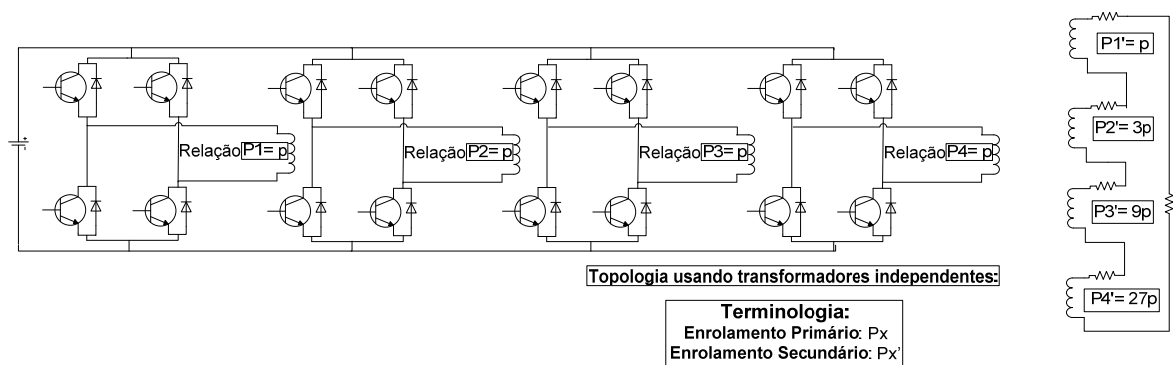 Relação P1= p
Relação P2= p
Relação P3= p
Relação P4= p
P1'= p
P2'= 3p
P3'= 9p
P4'= 27p
Topologia usando transformadores independentes:
Terminologia:
Enrolamento Primário: Px
Enrolamento Secundário: Px'